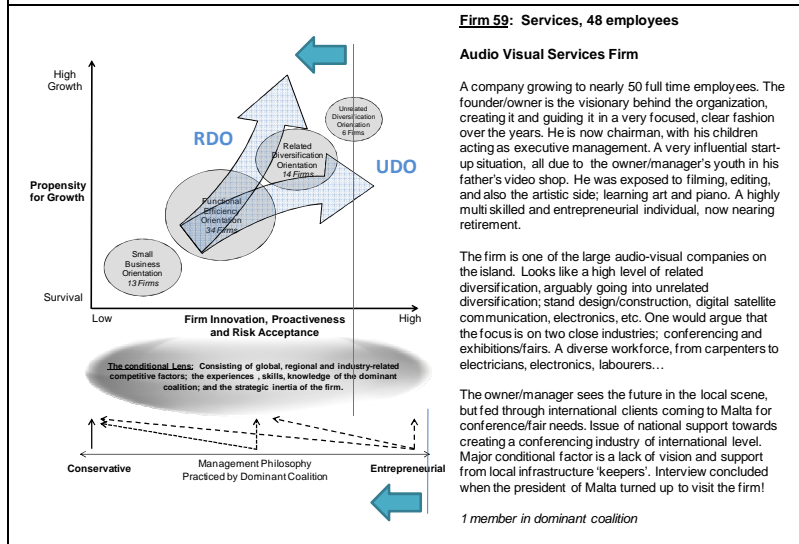 High
Growth
RDO
Unrelated
Diversification
Orientation
6 Firms
Related
Diversification
Orientation
14 Firms
UDO
Propensity
for Growth
Functional
Efficiency
Orientation
34 Firms
Small
Business
Orientation
13 Firms
Survival
Low
Firm Innovation, Proactiveness
and Risk Acceptance
High
The conditional Lens: Consisting of global, regional and industry-related
competitive factors; the experiences , skills, knowledge of the dominant
coalition; and the strategic inertia of the firm.
Conservative
Management Philosophy
Practiced by Dominant Coalition
Entrepreneurial
Firm 59: Services, 48 employees
Audio Visual Services Firm
A company growing to nearly 50 full time employees. The
founder/owner is the visionary behind the organization,
creating it and guiding it in a very focused, clear fashion
over the years. He is now chairman, with his children
acting as executive management. A very influential start-
up situation, all due to the owner/manager's youth in his
father's video shop. He was exposed to filming, editing,
and also the artistic side; learning art and piano. A highly
multi skilled and entrepreneurial individual, now nearing
retirement.
The firm is one of the large audio-visual companies on
the island. Looks like a high level of related
diversification, arguably going into unrelated
diversification; stand design/construction, digital satellite
communication, electronics, etc. One would argue that
the focus is on two close industries; conferencing and
exhibitions/fairs. A diverse workforce, from carpenters to
electricians, electronics, labourers…
The owner/manager sees the future in the local scene,
but fed through international clients coming to Malta for
conference/fair needs. Issue of national support towards
creating a conferencing industry of international level.
Major conditional factor is a lack of vision and support
from local infrastructure 'keepers'. Interview concluded
when the president of Malta turned up to visit the firm!
1 member in dominant coalition